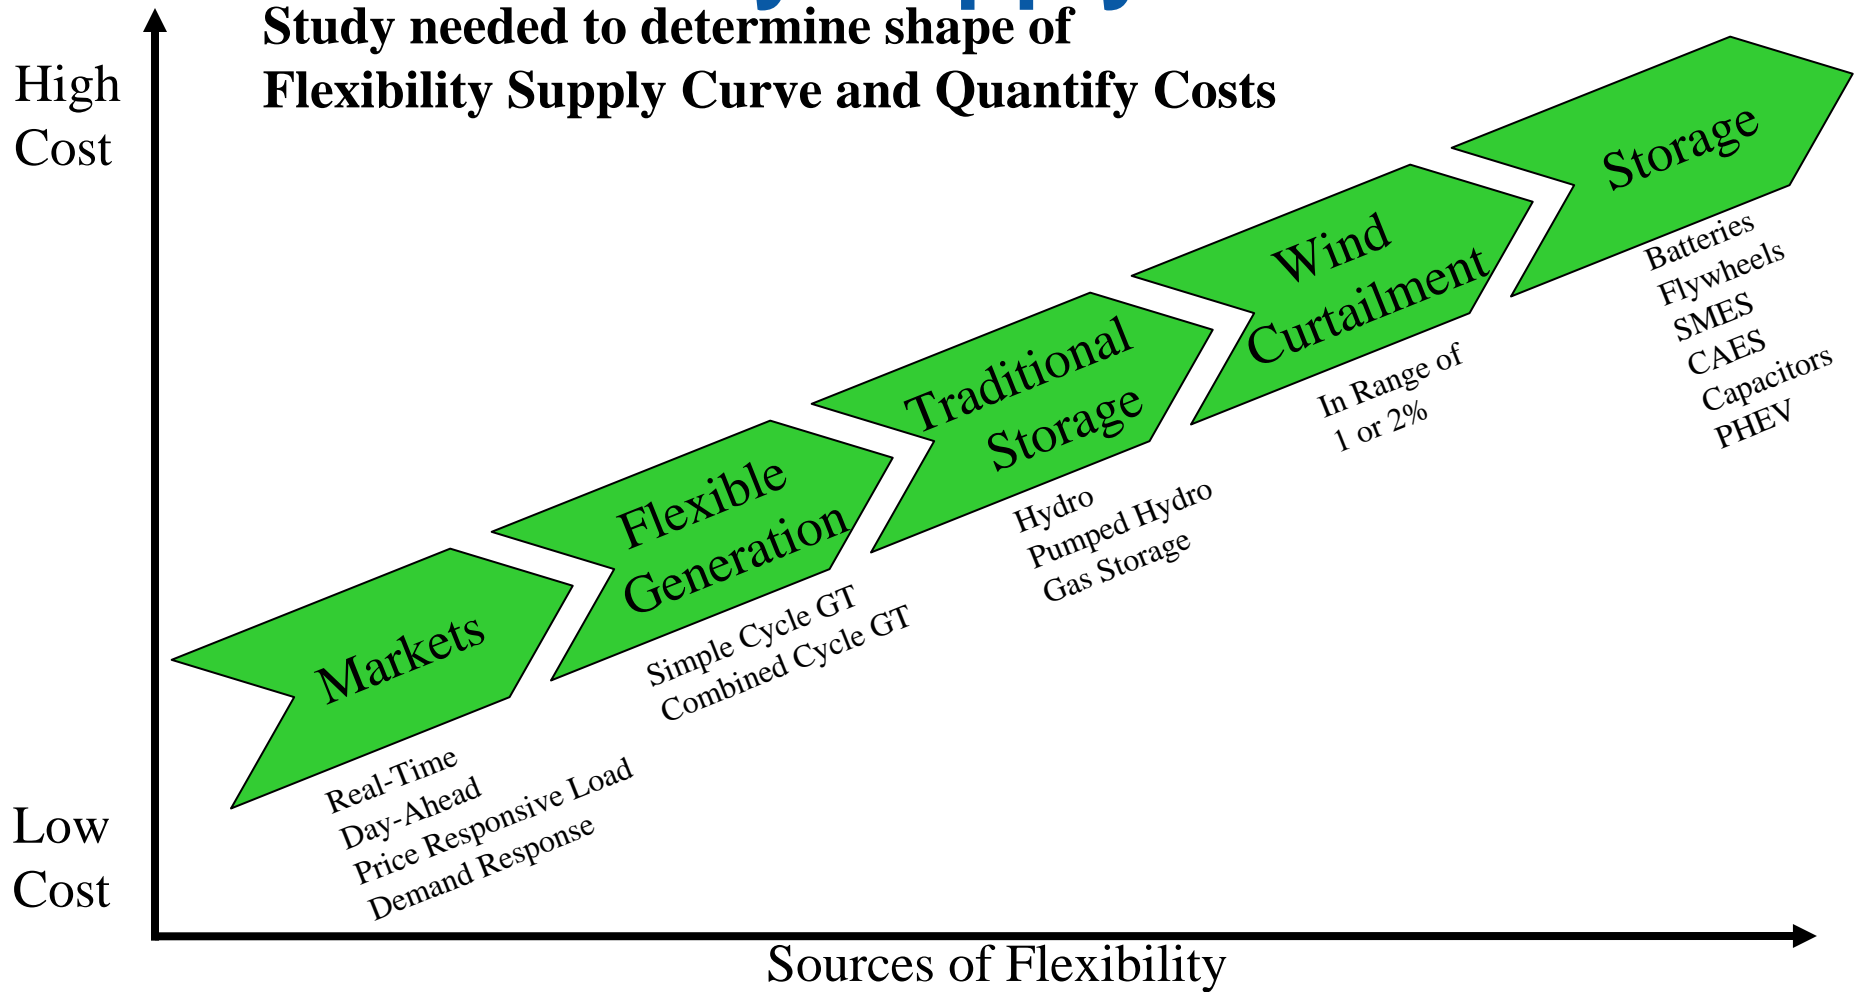 Study needed to determine shape of
Flexibility Supply Curve and Quantify Costs
High
Cost
Storage
Batteries
Flywheels
SMES
CAES
Capacitors
PHEV
Wind
Curtailment
In Range of
1 or 2%
Traditional
Storage
Hydro
Pumped Hydro
Gas Storage
Flexible
Generation
Simple Cycle GT
Combined Cycle GT
Markets
Real-Time
Day-Ahead
Price Responsive Load
Demand Response
Low
Cost
Sources of Flexibility